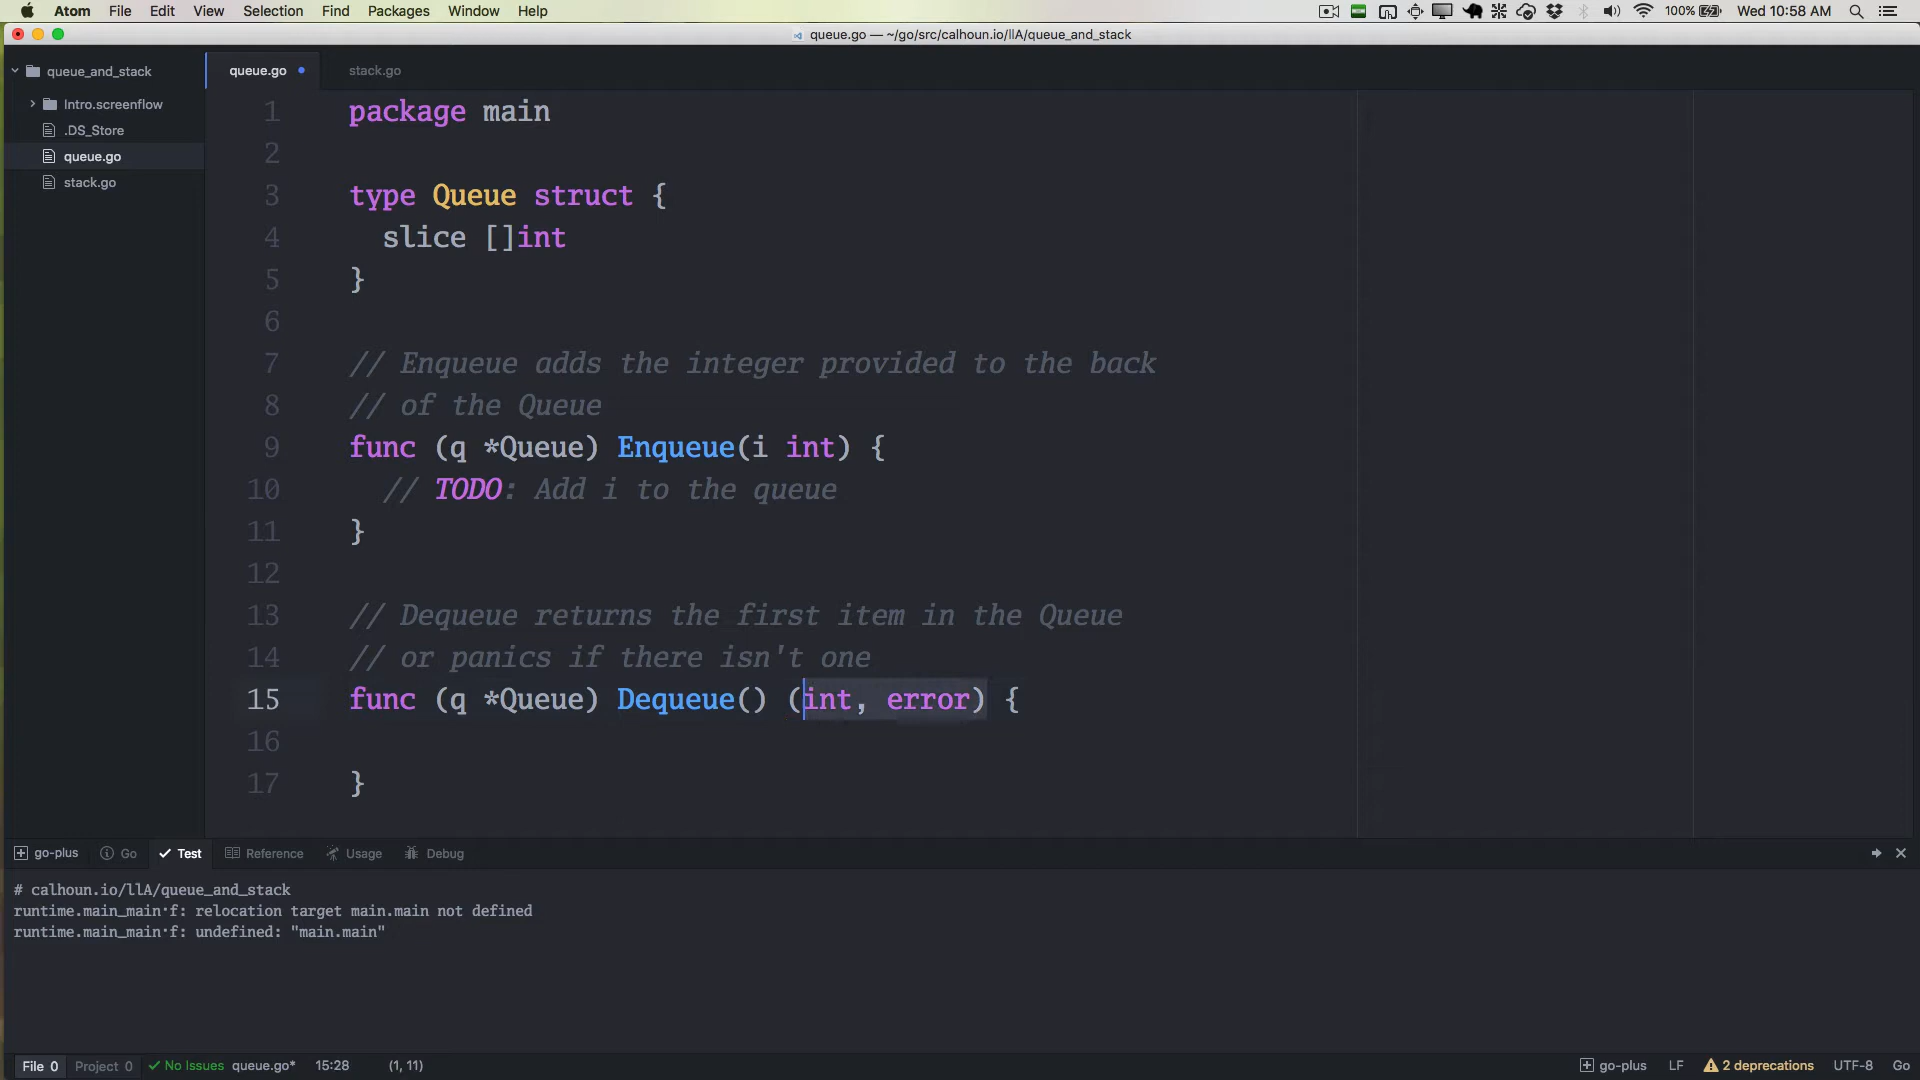 Atom File Edit View Selection Find Packages Window Help
100% Wed 10:58 AM
queue.go — ~/go/src/calhoun.io/llA/queue_and_stack
queue_and_stack
Intro.screenflow
.DS_Store
queue.go
stack.go
queue.go stack.go
1 package main
2
3 type Queue struct {
4 slice []int
5 }
6
7 // Enqueue adds the integer provided to the back
8 // of the Queue
9 func (q *Queue) Enqueue(i int) {
10 // TODO: Add i to the queue
11 }
12
13 // Dequeue returns the first item in the Queue
14 // or panics if there isn't one
15 func (q *Queue) Dequeue() (int, error) {
16
17 }
go-plus Go Test Reference Usage Debug
# calhoun.io/llA/queue_and_stack
runtime.main_main·f: relocation target main.main not defined
runtime.main_main·f: undefined: "main.main"
File 0 Project 0 No Issues queue.go* 15:28 (1, 11) go-plus LF 2 deprecations UTF-8 Go